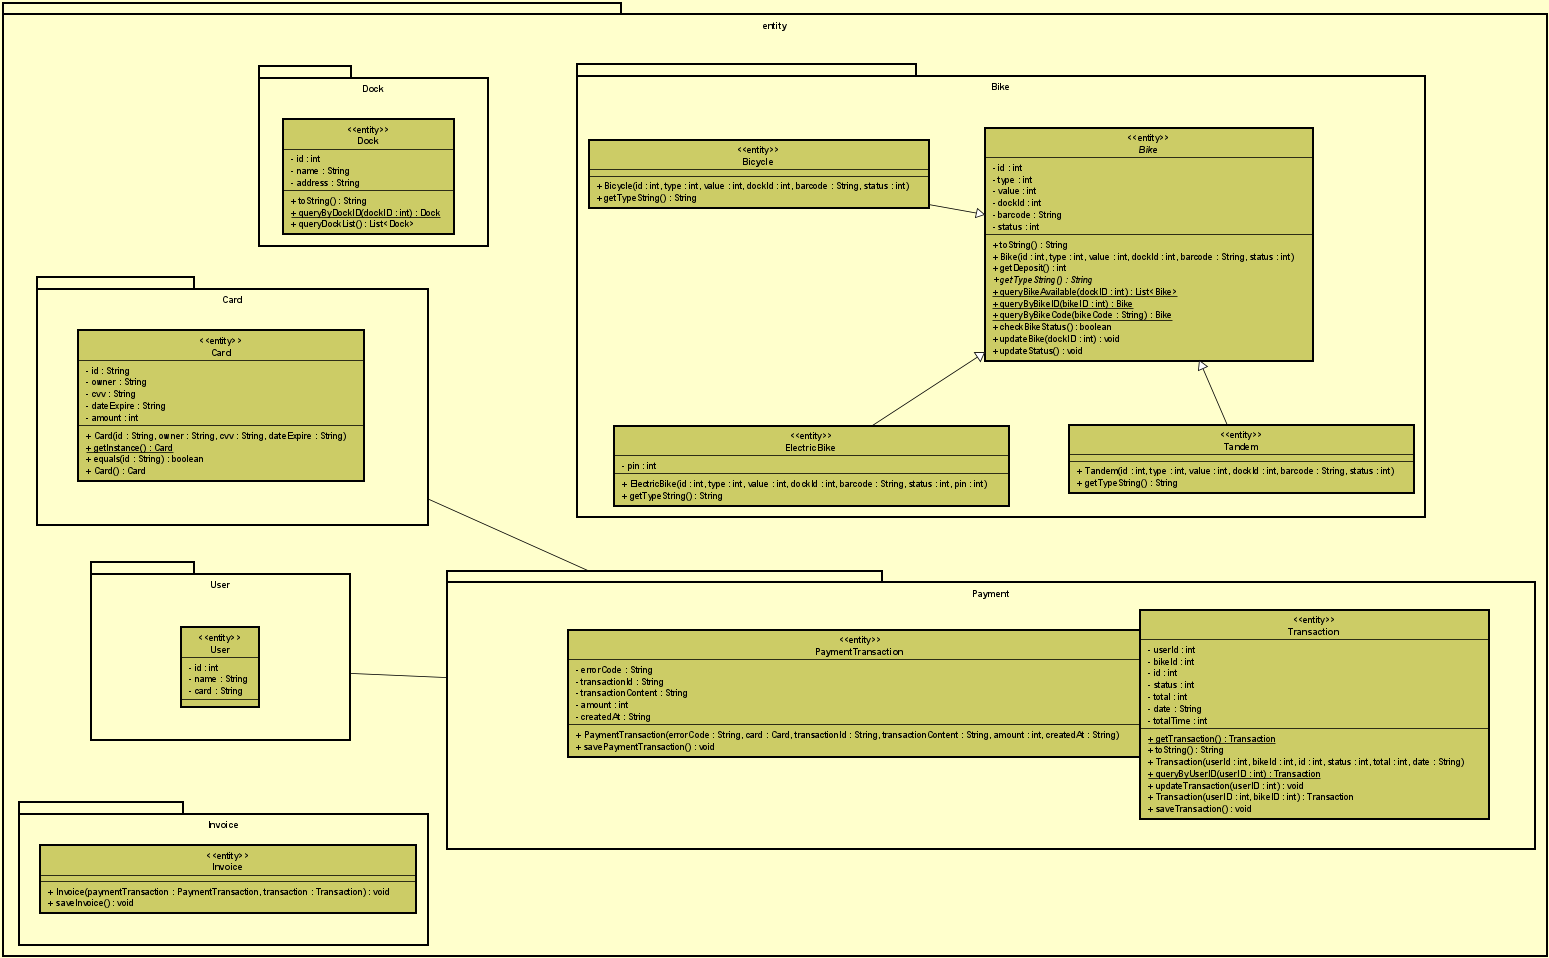 entity
Dock
<<entity>>
Dock
- id : int
- name : String
- address : String
+ toString() : String
+ queryByDockID(dockID : int) : Dock
+ queryDockList() : List<Dock>
Bike
<<entity>>
Bicycle
+ Bicycle(id : int, type : int, value : int, dockId : int, barcode : String, status : int)
+ getTypeString() : String
<<entity>>
Bike
- id : int
- type : int
- value : int
- dockId : int
- barcode : String
- status : int
+ toString() : String
+ Bike(id : int, type : int, value : int, dockId : int, barcode : String, status : int)
+ getDeposit() : int
+ getTypeString() : String
+ queryBikeAvailable(dockID : int) : List<Bike>
+ queryByBikeID(bikeID : int) : Bike
+ queryByBikeCode(bikeCode : String) : Bike
+ checkBikeStatus() : boolean
+ updateBike(dockID : int) : void
+ updateStatus() : void
<<entity>>
ElectricBike
- pin : int
+ ElectricBike(id : int, type : int, value : int, dockId : int, barcode : String, status : int, pin : int)
+ getTypeString() : String
<<entity>>
Tandem
+ Tandem(id : int, type : int, value : int, dockId : int, barcode : String, status : int)
+ getTypeString() : String
Card
<<entity>>
Card
- id : String
- owner : String
- cvv : String
- dateExpire : String
- amount : int
+ Card(id : String, owner : String, cvv : String, dateExpire : String)
+ getInstance() : Card
+ equals(id : String) : boolean
+ Card() : Card
User
<<entity>>
User
- id : int
- name : String
- card : String
Payment
<<entity>>
PaymentTransaction
- errorCode : String
- transactionId : String
- transactionContent : String
- amount : int
- createdAt : String
+ PaymentTransaction(errorCode : String, card : Card, transactionId : String, transactionContent : String, amount : int, createdAt : String)
+ savePaymentTransaction() : void
<<entity>>
Transaction
- userId : int
- bikeId : int
- id : int
- status : int
- total : int
- date : String
- totalTime : int
+ getTransaction() : Transaction
+ toString() : String
+ Transaction(userId : int, bikeId : int, id : int, status : int, total : int, date : String)
+ queryByUserID(userID : int) : Transaction
+ updateTransaction(userID : int) : void
+ Transaction(userID : int, bikeID : int) : Transaction
+ saveTransaction() : void
Invoice
<<entity>>
Invoice
+ Invoice(paymentTransaction : PaymentTransaction, transaction : Transaction) : void
+ saveInvoice() : void